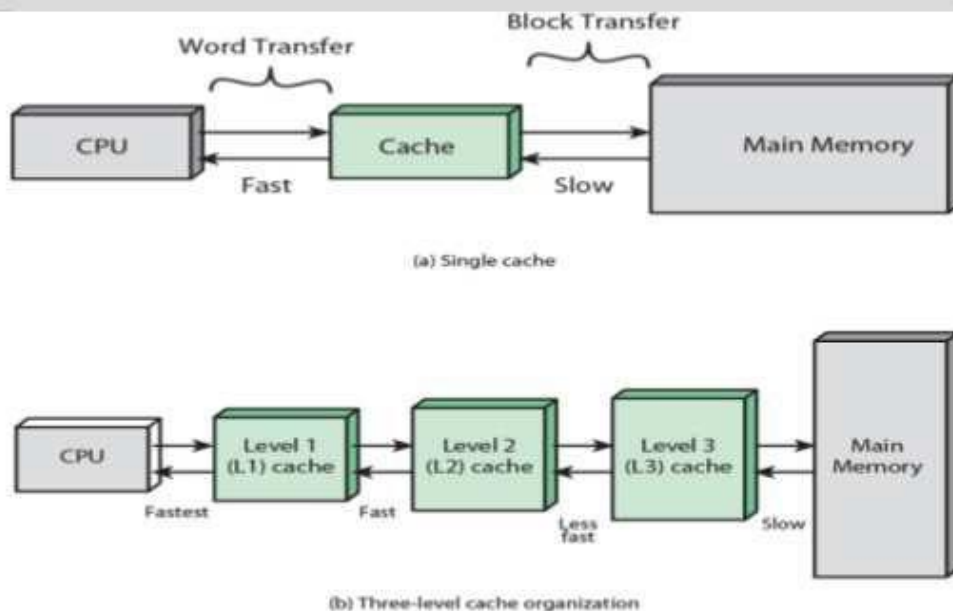 Block Transfer
Word Transfer
CPU
Cache
Main Memory
Fast
Slow
(a) Single cache
CPU
Level 1
(L1) cache
Level 2
(L2) cache
Level 3
(L3) cache
Main
Memory
Fastest
Fast
Less
fast
Slow
(b) Three-level cache organization